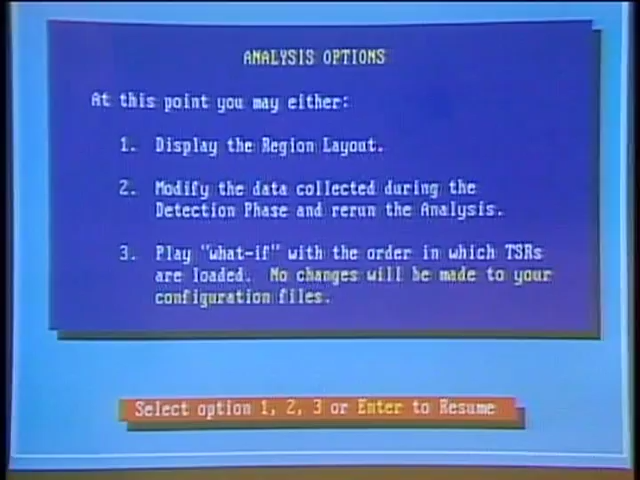 ANALYSIS OPTIONS
At this point you may either:
1. Display the Region Layout.
2. Modify the data collected during the
Detection Phase and rerun the Analysis.
3. Play "what-if" with the order in which TSRs
are loaded. No changes will be made to your
configuration files.
Select option 1, 2, 3 or Enter to Resume